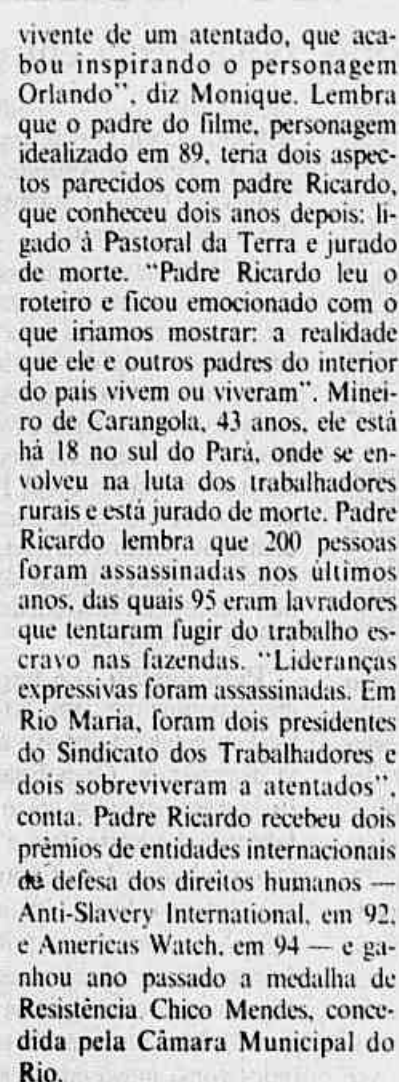 vivente de um atentado, que aca-
bou inspirando o personagem
Orlando”, diz Monique. Lembra
que o padre do filme, personagem
idealizado em 89, teria dois aspec-
tos parecidos com padre Ricardo,
que conheceu dois anos depois: li-
gado à Pastoral da Terra e jurado
de morte. “Padre Ricardo leu o
roteiro e ficou emocionado com o
que iríamos mostrar: a realidade
que ele e outros padres do interior
do país vivem ou viveram”. Minei-
ro de Carangola, 43 anos, ele está
há 18 no sul do Pará, onde se en-
volveu na luta dos trabalhadores
rurais e está jurado de morte. Padre
Ricardo lembra que 200 pessoas
foram assassinadas nos últimos
anos, das quais 95 eram lavradores
que tentaram fugir do trabalho es-
cravo nas fazendas. “Lideranças
expressivas foram assassinadas. Em
Rio Maria, foram dois presidentes
do Sindicato dos Trabalhadores e
dois sobreviveram a atentados”,
conta. Padre Ricardo recebeu dois
prêmios de entidades internacionais
de defesa dos direitos humanos —
Anti-Slavery International, em 92,
e Americas Watch, em 94 — e ga-
nhou ano passado a medalha de
Resistência Chico Mendes, conce-
dida pela Câmara Municipal do
Rio.